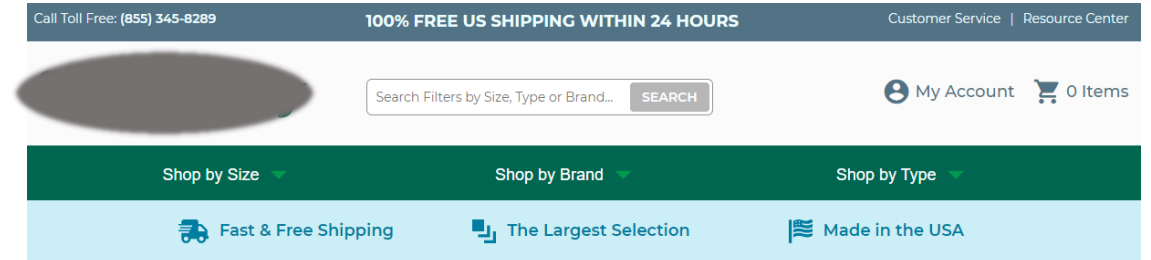 Call Toll Free: (855) 345-8289 100% FREE US SHIPPING WITHIN 24 HOURS Customer Service | Resource Center
Search Filters by Size, Type or Brand... SEARCH My Account 0 Items
Shop by Size Shop by Brand Shop by Type
Fast & Free Shipping The Largest Selection Made in the USA